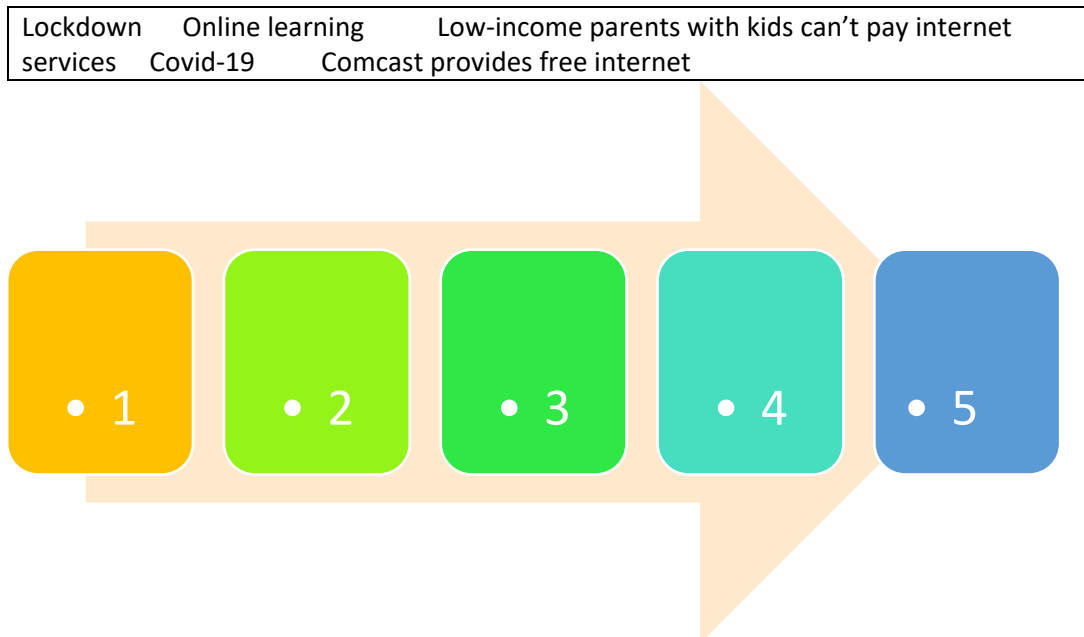 Lockdown Online learning Low-income parents with kids can’t pay internet
services Covid-19 Comcast provides free internet
• 1 • 2 • 3 • 4 • 5